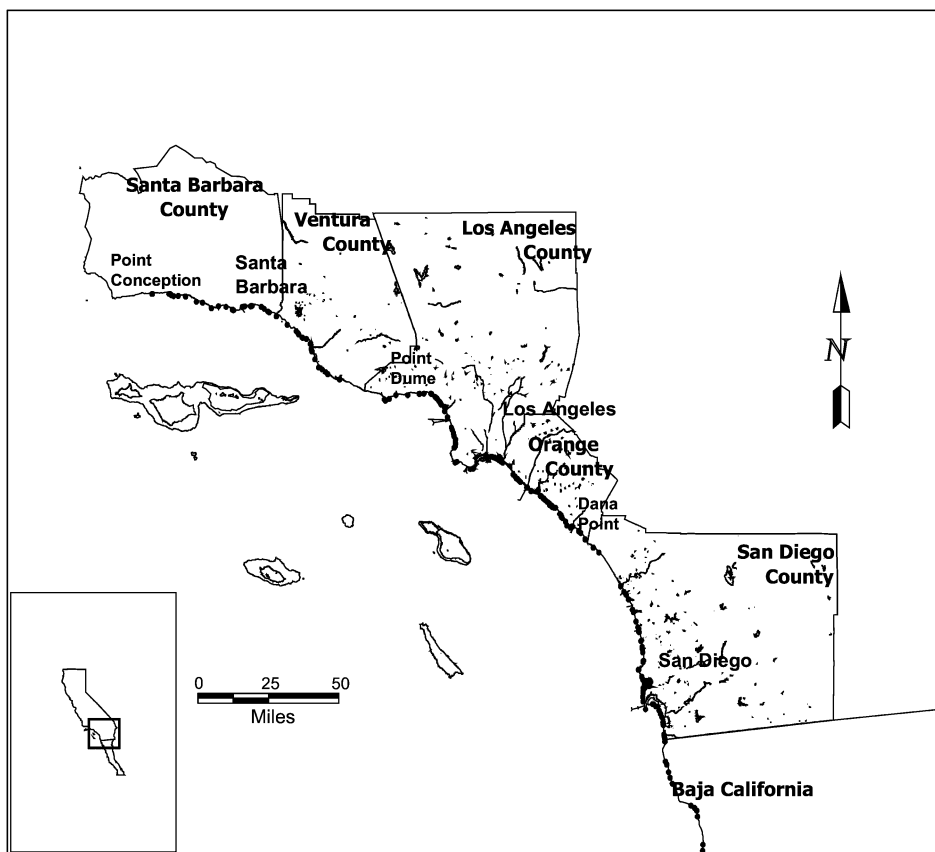 Santa Barbara
County
Ventura
County
Los Angeles
County
Point
Conception
Santa
Barbara
N
Point
Dume
Los Angeles
Orange
County
Dana
Point
San Diego
County
San Diego
0 25 50
Miles
Baja California